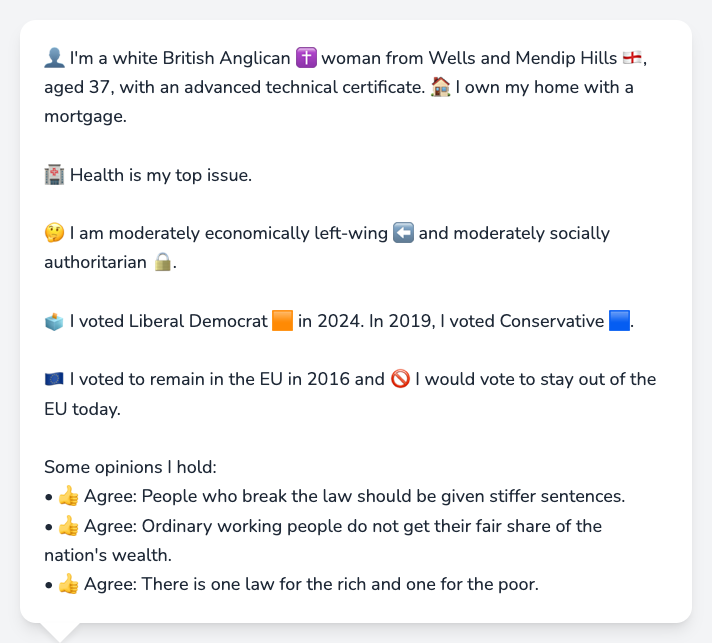 👤 I'm a white British Anglican ✝️ woman from Wells and Mendip Hills 🏴󠁧󠁢󠁥󠁮󠁧󠁿,
aged 37, with an advanced technical certificate. 🏠 I own my home with a
mortgage.
🏥 Health is my top issue.
🤔 I am moderately economically left-wing ⬅️ and moderately socially
authoritarian 🔒.
🗳️ I voted Liberal Democrat 🟧 in 2024. In 2019, I voted Conservative 🟦.
🇪🇺 I voted to remain in the EU in 2016 and 🚫 I would vote to stay out of the
EU today.
Some opinions I hold:
• 👍 Agree: People who break the law should be given stiffer sentences.
• 👍 Agree: Ordinary working people do not get their fair share of the
nation's wealth.
• 👍 Agree: There is one law for the rich and one for the poor.